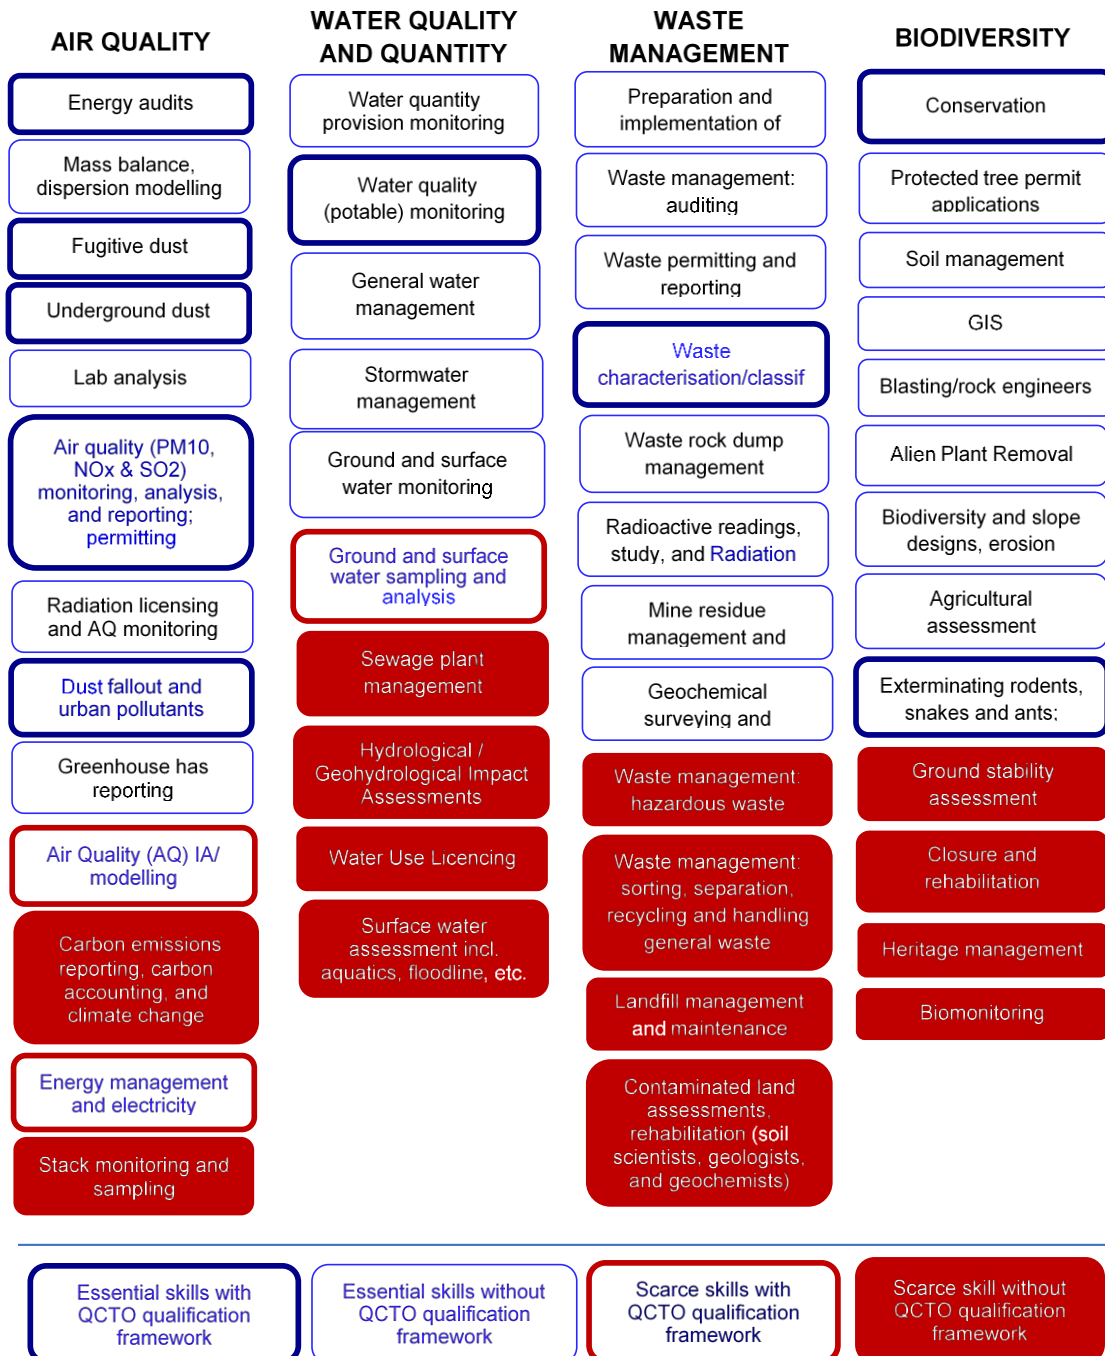 AIR QUALITY
Energy audits
Mass balance,
dispersion modelling
Fugitive dust
Underground dust
Lab analysis
Air quality (PM10,
NOx & SO2)
monitoring, analysis,
and reporting;
permitting
Radiation licensing
and AQ monitoring
Dust fallout and
urban pollutants
Greenhouse has
reporting
Air Quality (AQ) IA/
modelling
Carbon emissions
reporting, carbon
accounting, and
climate change
Energy management
and electricity
Stack monitoring and
sampling
WATER QUALITY
AND QUANTITY
Water quantity
provision monitoring
Water quality
(potable) monitoring
General water
management
Stormwater
management
Ground and surface
water monitoring
Ground and surface
water sampling and
analysis
Sewage plant
management
Hydrological /
Geohydrological Impact
Assessments
Water Use Licencing
Surface water
assessment incl.
aquatics, floodline, etc.
WASTE
MANAGEMENT
Preparation and
implementation of
Waste management:
auditing
Waste permitting and
reporting
Waste
characterisation/classif
Waste rock dump
management
Radioactive readings,
study, and Radiation
Mine residue
management and
Geochemical
surveying and
Waste management:
hazardous waste
Waste management:
sorting, separation,
recycling and handling
general waste
Landfill management
and maintenance
Contaminated land
assessments,
rehabilitation (soil
scientists, geologists,
and geochemists)
BIODIVERSITY
Conservation
Protected tree permit
applications
Soil management
GIS
Blasting/rock engineers
Alien Plant Removal
Biodiversity and slope
designs, erosion
Agricultural
assessment
Exterminating rodents,
snakes and ants;
Ground stability
assessment
Closure and
rehabilitation
Heritage management
Biomonitoring
Essential skills with
QCTO qualification
framework
Essential skills without
QCTO qualification
framework
Scarce skills with
QCTO qualification
framework
Scarce skill without
QCTO qualification
framework